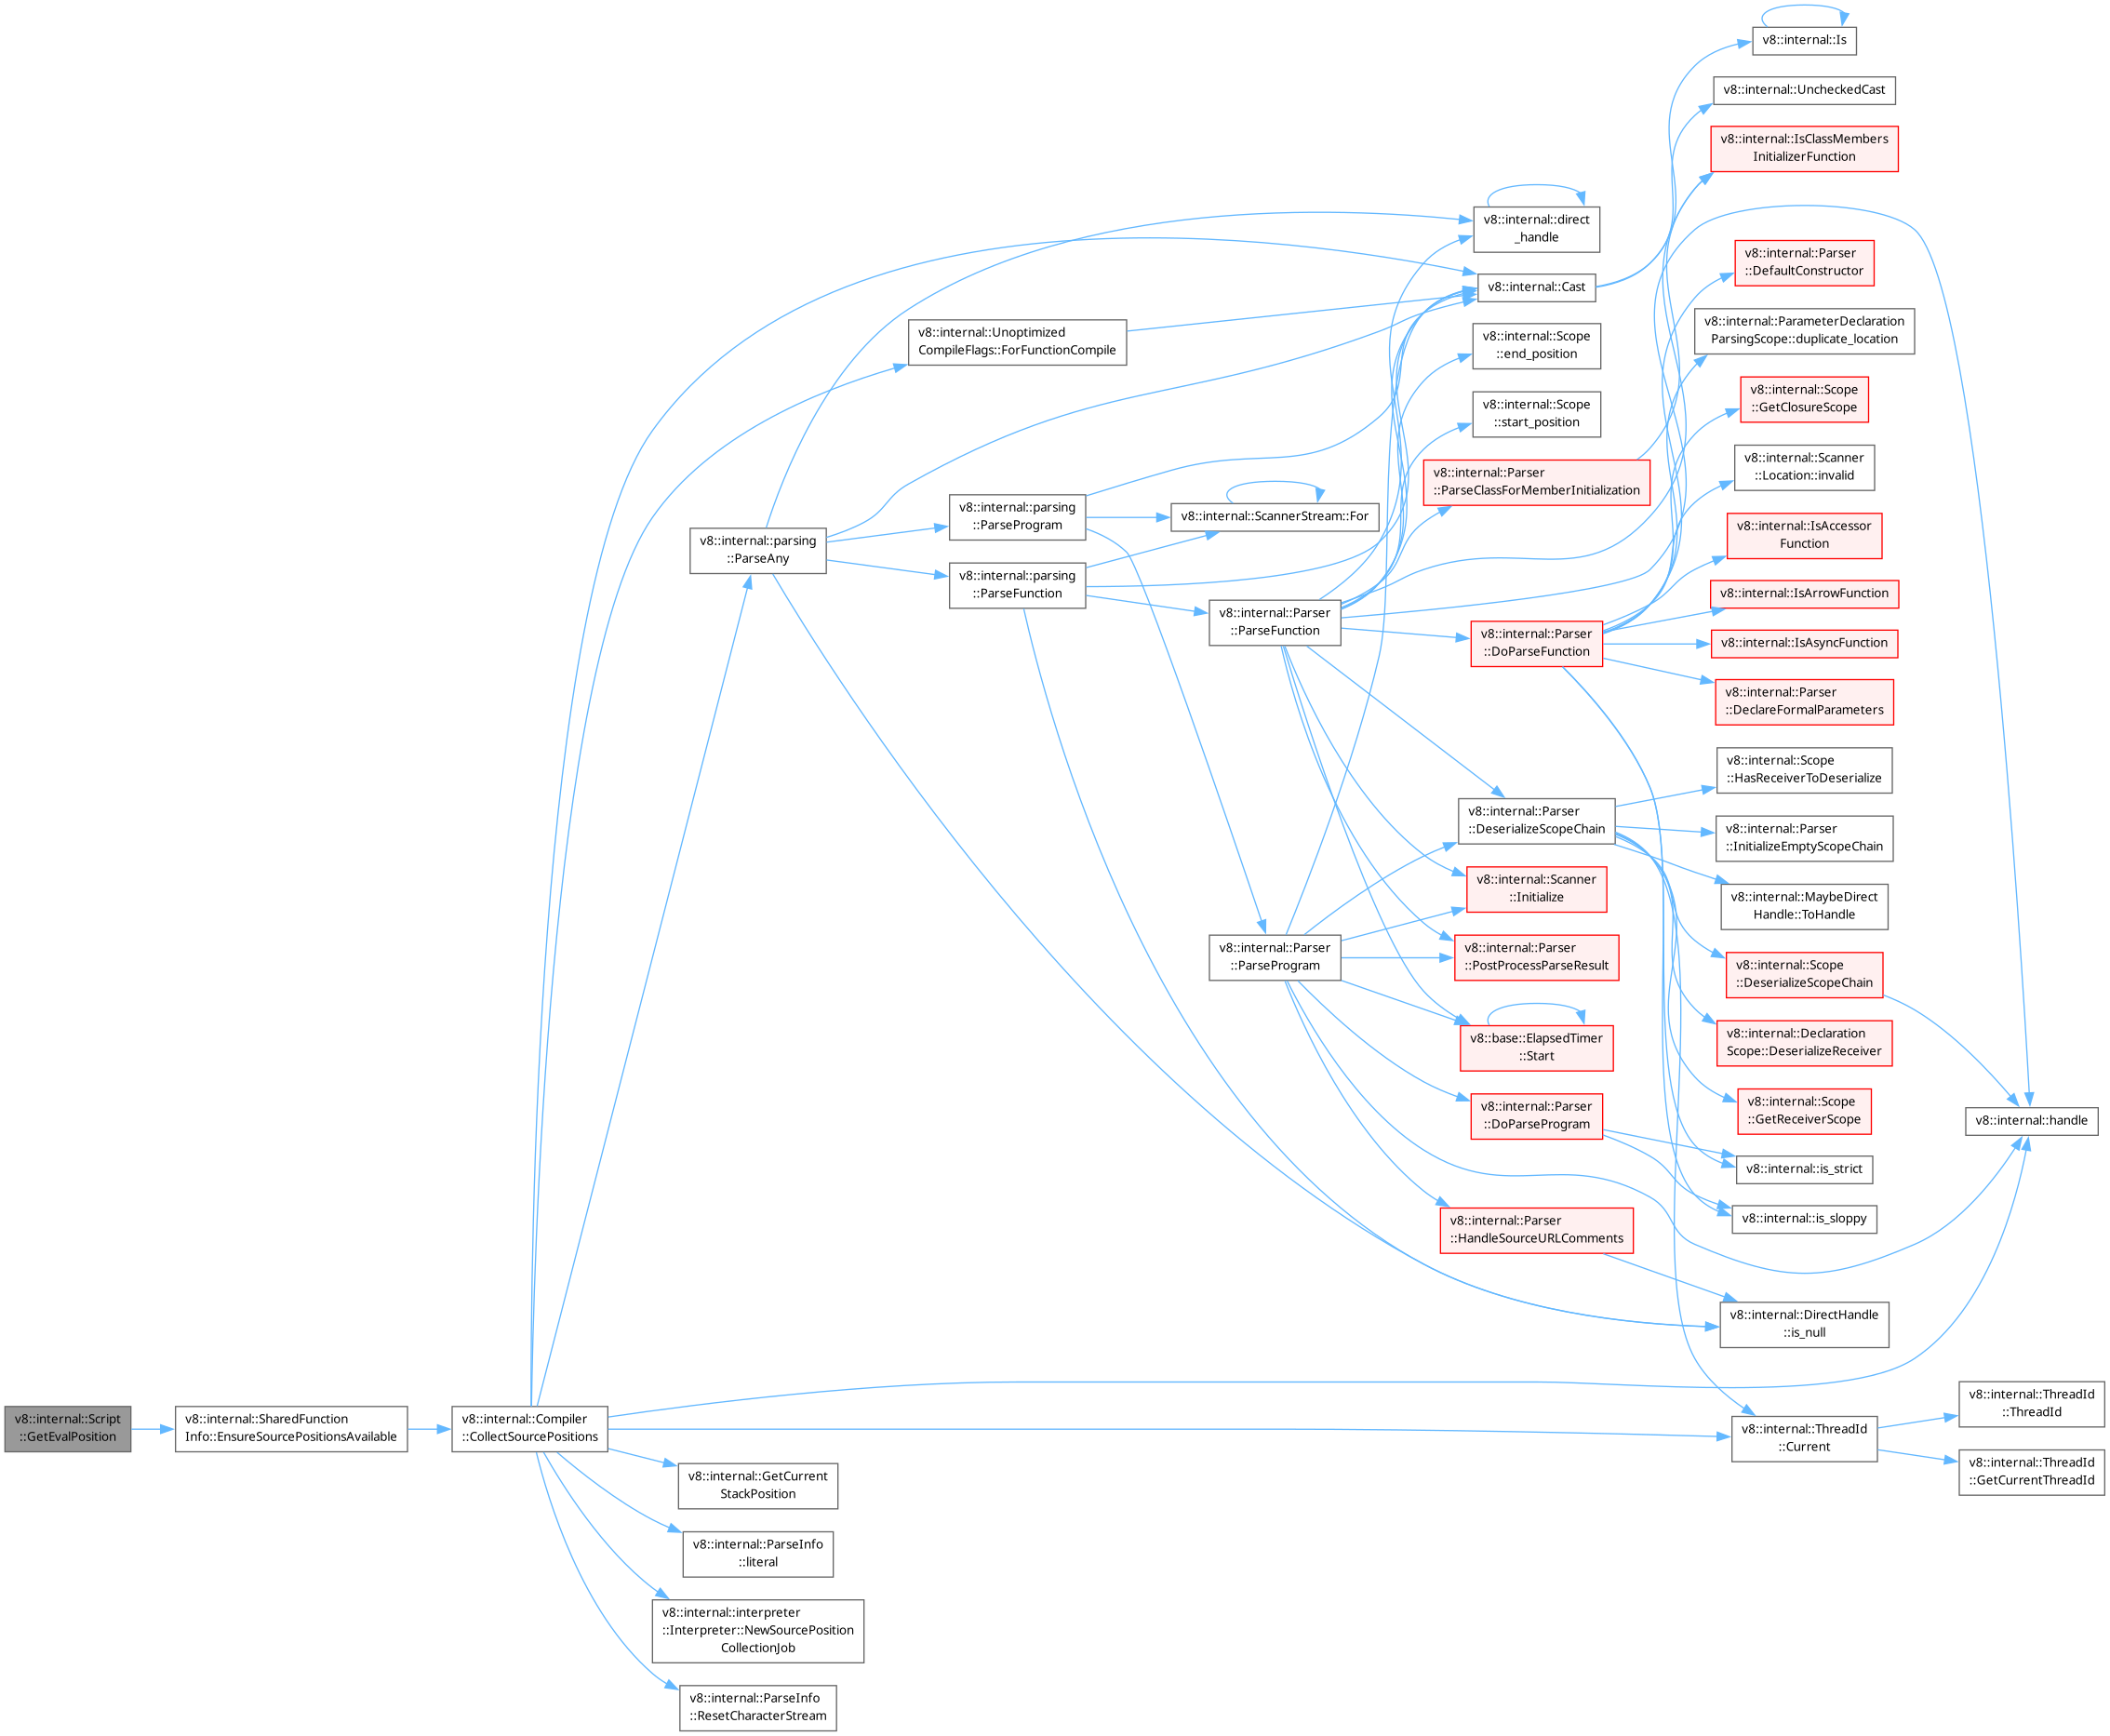 v8::internal::Script
::GetEvalPosition
v8::internal::SharedFunction
Info::EnsureSourcePositionsAvailable
v8::internal::Compiler
::CollectSourcePositions
v8::internal::parsing
::ParseAny
v8::internal::GetCurrent
StackPosition
v8::internal::ParseInfo
::literal
v8::internal::interpreter
::Interpreter::NewSourcePosition
CollectionJob
v8::internal::ParseInfo
::ResetCharacterStream
v8::internal::Unoptimized
CompileFlags::ForFunctionCompile
v8::internal::parsing
::ParseProgram
v8::internal::parsing
::ParseFunction
v8::internal::ScannerStream::For
v8::internal::Parser
::ParseFunction
v8::internal::Parser
::ParseProgram
v8::internal::direct
_handle
v8::internal::Cast
v8::internal::Scope
::end_position
v8::internal::Scope
::start_position
v8::internal::Parser
::ParseClassForMemberInitialization
v8::internal::Parser
::DoParseFunction
v8::internal::Parser
::DeserializeScopeChain
v8::internal::Scanner
::Initialize
v8::internal::Parser
::PostProcessParseResult
v8::base::ElapsedTimer
::Start
v8::internal::Parser
::DoParseProgram
v8::internal::Parser
::HandleSourceURLComments
v8::internal::Is
v8::internal::UncheckedCast
v8::internal::IsClassMembers
InitializerFunction
v8::internal::Parser
::DefaultConstructor
v8::internal::ParameterDeclaration
ParsingScope::duplicate_location
v8::internal::Scope
::GetClosureScope
v8::internal::Scanner
::Location::invalid
v8::internal::IsAccessor
Function
v8::internal::IsArrowFunction
v8::internal::IsAsyncFunction
v8::internal::Parser
::DeclareFormalParameters
v8::internal::Scope
::HasReceiverToDeserialize
v8::internal::Parser
::InitializeEmptyScopeChain
v8::internal::MaybeDirect
Handle::ToHandle
v8::internal::Scope
::DeserializeScopeChain
v8::internal::Declaration
Scope::DeserializeReceiver
v8::internal::Scope
::GetReceiverScope
v8::internal::is_strict
v8::internal::is_sloppy
v8::internal::DirectHandle
::is_null
v8::internal::ThreadId
::Current
v8::internal::handle
v8::internal::ThreadId
::ThreadId
v8::internal::ThreadId
::GetCurrentThreadId